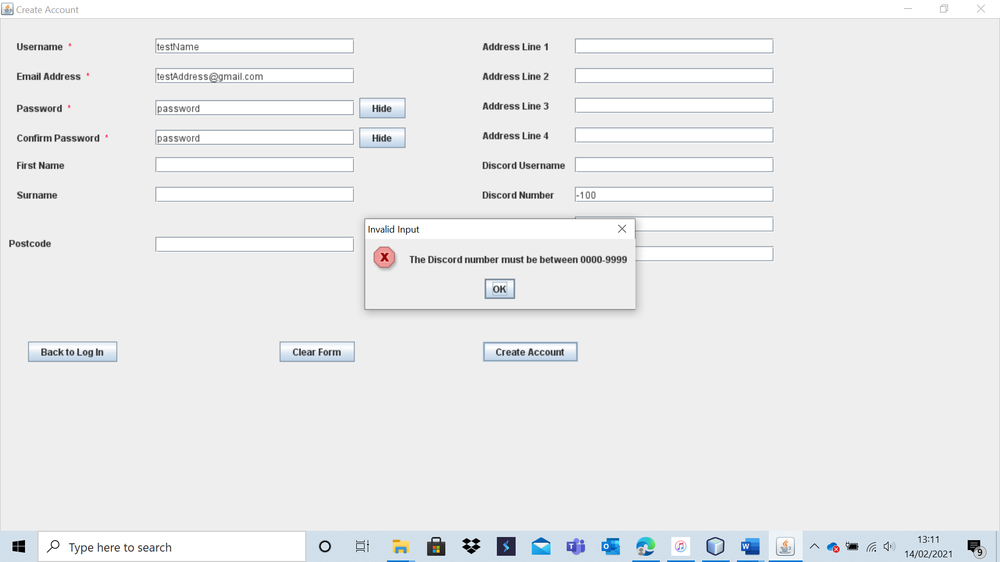 Create Account
Username *
testName
Email Address *
testAddress@gmail.com
Password *
password
Hide
Confirm Password *
password
Hide
First Name
Surname
Postcode
Address Line 1
Address Line 2
Address Line 3
Address Line 4
Discord Username
Discord Number
-100
Invalid Input
X
The Discord number must be between 0000-9999
OK
Back to Log In
Clear Form
Create Account
Type here to search
13:11
14/02/2021
9